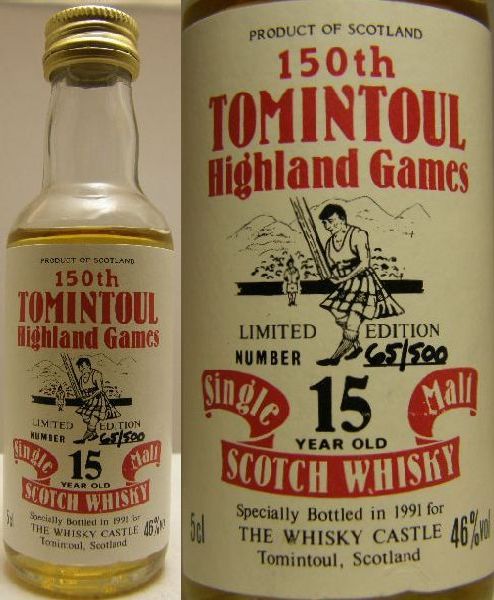 PRODUCT OF SCOTLAND
150th
TOMINTOUL
Highland Games
LIMITED EDITION
NUMBER 65/500
Single Malt
15
YEAR OLD
SCOTCH WHISKY
Specially Bottled in 1991 for
5cl THE WHISKY CASTLE 46%v
Tomintoul, Scotland
PRODUCT OF SCOTLAND
150th
TOMINTOUL
Highland Games
LIMITED EDITION
NUMBER 65/500
Single Malt
15
YEAR OLD
SCOTCH WHISKY
Specially Bottled in 1991 for
5cl THE WHISKY CASTLE 46%vol
Tomintoul, Scotland